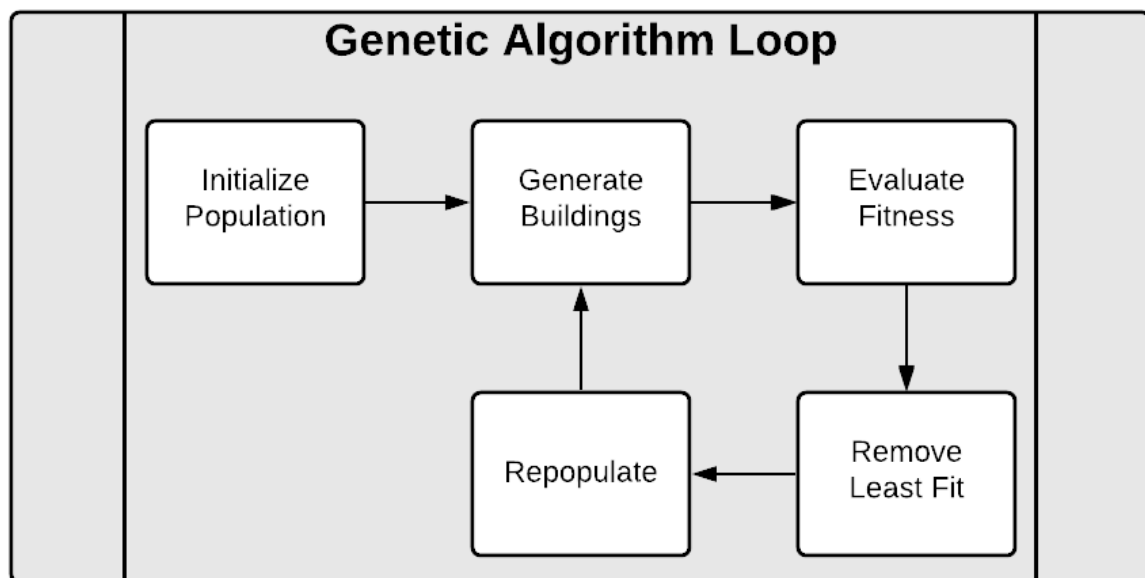 Genetic Algorithm Loop
Initialize
Population
Generate
Buildings
Evaluate
Fitness
Repopulate
Remove
Least Fit